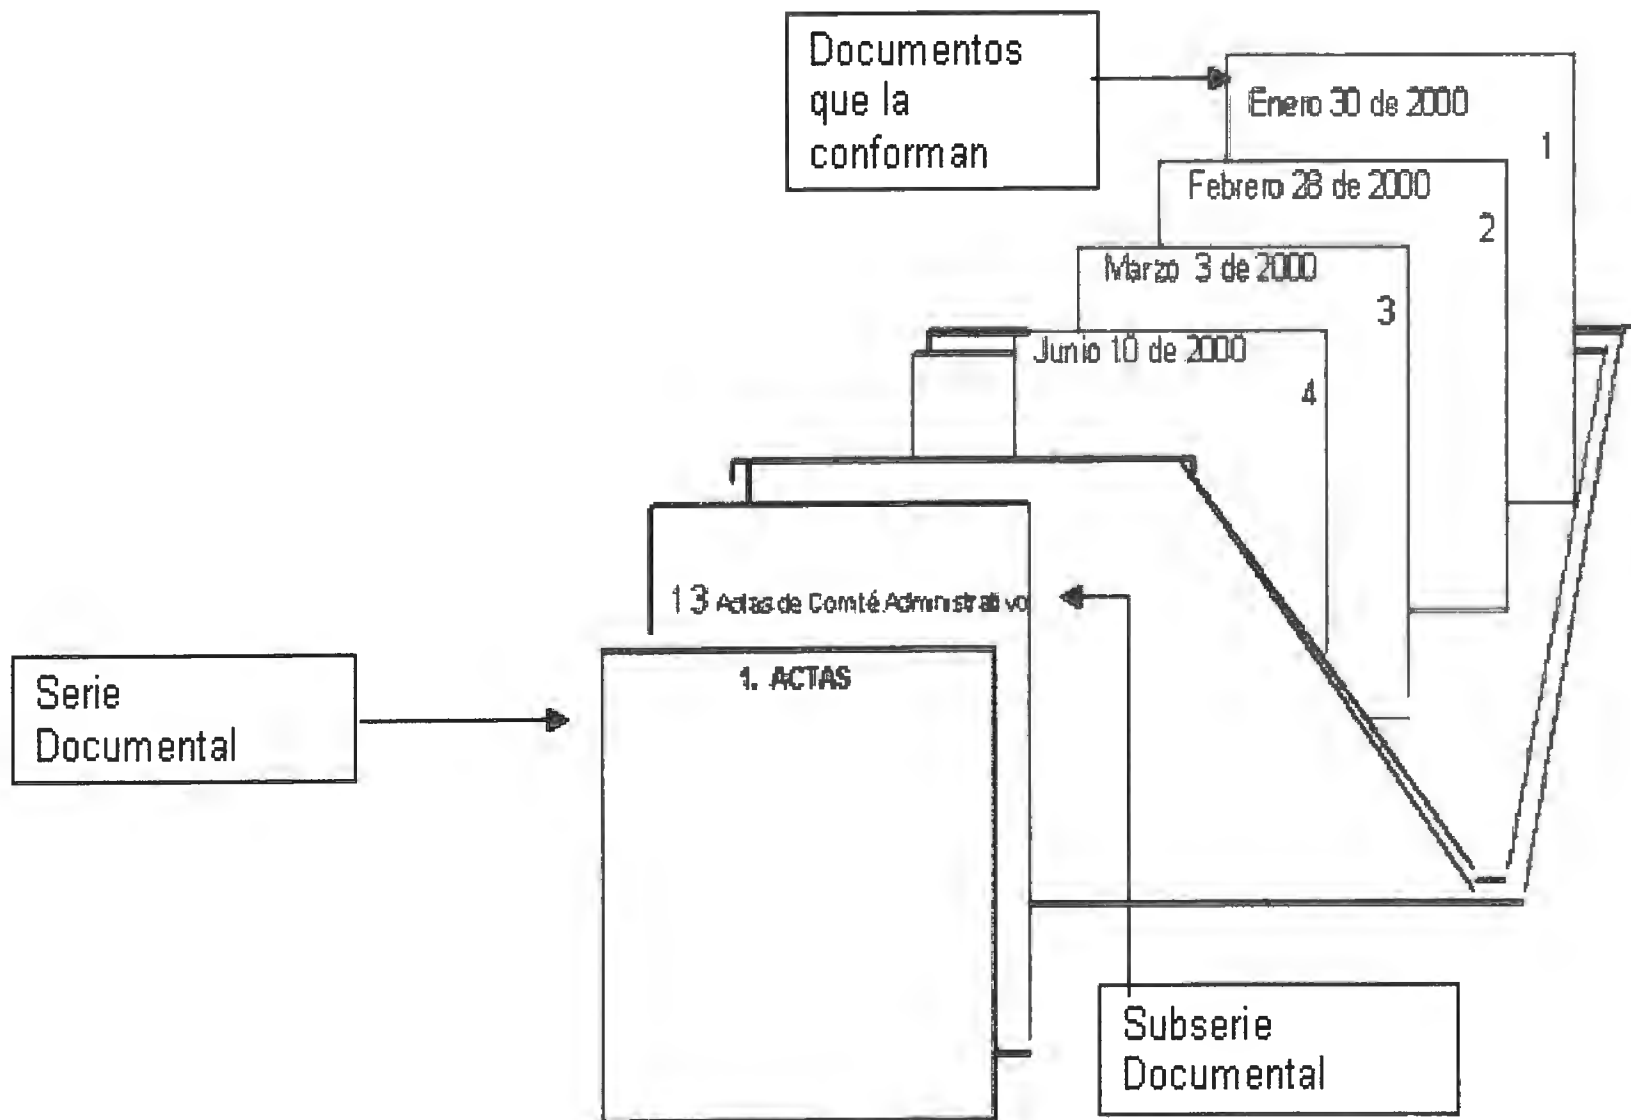 Documentos
que la
conforman
Enero 30 de 2000
1
Febrero 28 de 2000
2
Marzo 3 de 2000
3
Junio 10 de 2000
4
1 3 Actas de Comité Administrativo
1. ACTAS
Serie
Documental
Subserie
Documental